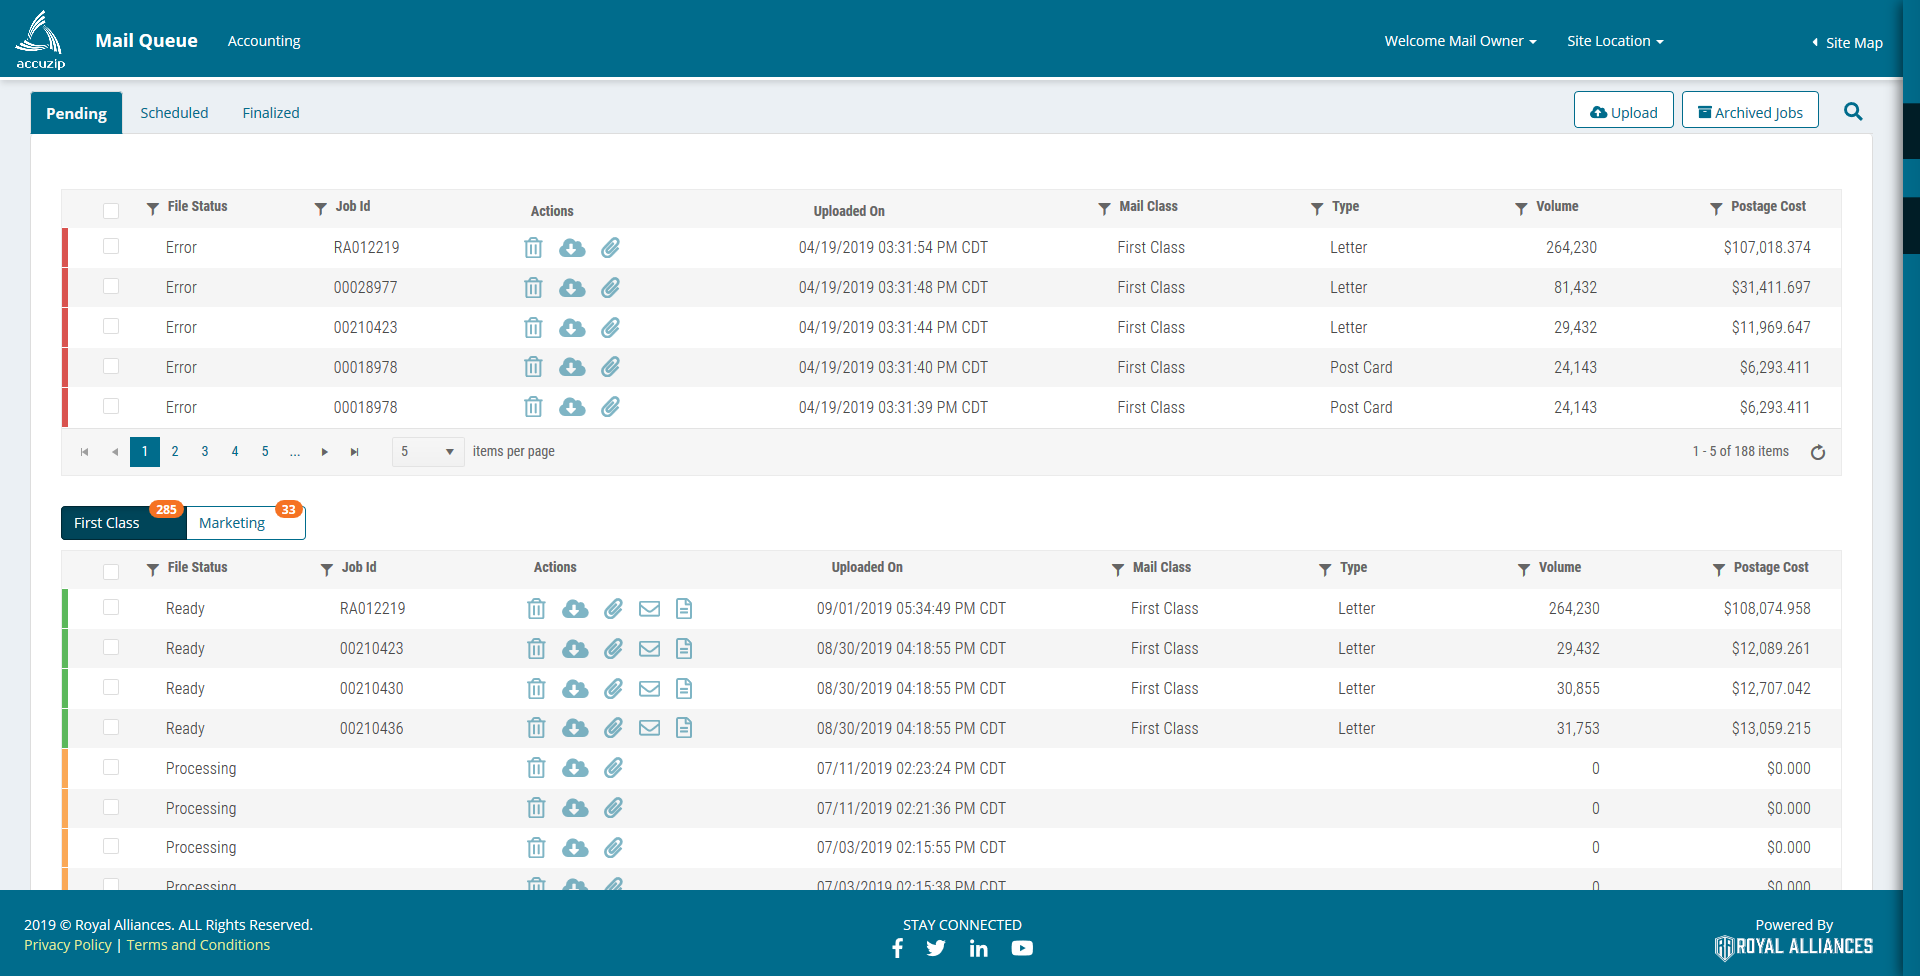 accuzip
Mail Queue Accounting Welcome Mail Owner Site Location Site Map
Pending Scheduled Finalized Upload Archived Jobs
File Status Job Id Actions Uploaded On Mail Class Type Volume Postage Cost
Error RA012219 04/19/2019 03:31:54 PM CDT First Class Letter 264,230 $107,018.374
Error 00028977 04/19/2019 03:31:48 PM CDT First Class Letter 81,432 $31,411.697
Error 00210423 04/19/2019 03:31:44 PM CDT First Class Letter 29,432 $11,969.647
Error 00018978 04/19/2019 03:31:40 PM CDT First Class Post Card 24,143 $6,293.411
Error 00018978 04/19/2019 03:31:39 PM CDT First Class Post Card 24,143 $6,293.411
1 2 3 4 5 ... 5 items per page 1 - 5 of 188 items
First Class 285 Marketing 33
File Status Job Id Actions Uploaded On Mail Class Type Volume Postage Cost
Ready RA012219 09/01/2019 05:34:49 PM CDT First Class Letter 264,230 $108,074.958
Ready 00210423 08/30/2019 04:18:55 PM CDT First Class Letter 29,432 $12,089.261
Ready 00210430 08/30/2019 04:18:55 PM CDT First Class Letter 30,855 $12,707.042
Ready 00210436 08/30/2019 04:18:55 PM CDT First Class Letter 31,753 $13,059.215
Processing 07/11/2019 02:23:24 PM CDT 0 $0.000
Processing 07/11/2019 02:21:36 PM CDT 0 $0.000
Processing 07/03/2019 02:15:55 PM CDT 0 $0.000
Processing 07/03/2019 02:15:38 PM CDT 0 $0.000
2019 © Royal Alliances. ALL Rights Reserved. STAY CONNECTED Powered By
Privacy Policy | Terms and Conditions ROYAL ALLIANCES